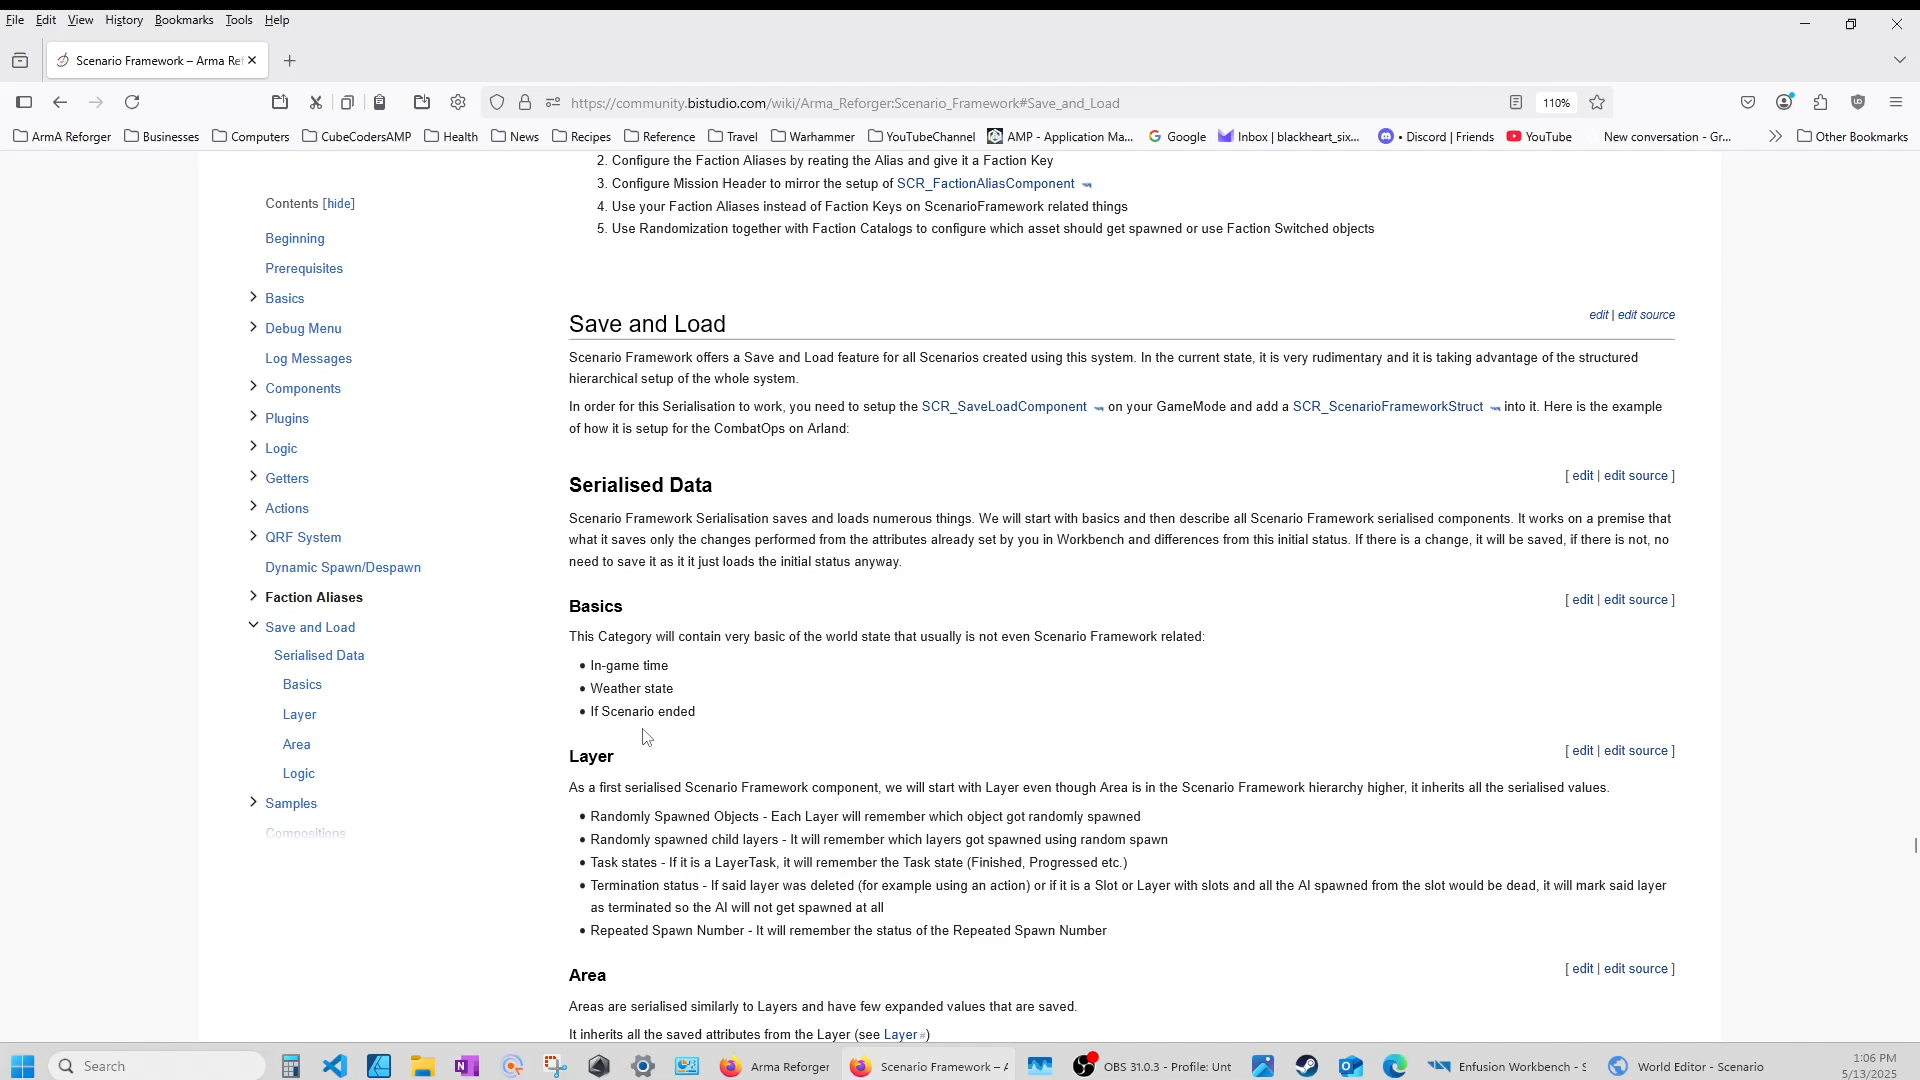 File Edit View History Bookmarks Tools Help
Scenario Framework – Arma Re
https://community.bistudio.com/wiki/Arma_Reforger:Scenario_Framework#Save_and_Load
110%
ArmA Reforger Businesses Computers CubeCodersAMP Health News Recipes Reference Travel Warhammer YouTubeChannel AMP - Application Ma... Google Inbox | blackheart_six... • Discord | Friends YouTube New conversation - Gr... Other Bookmarks
2. Configure the Faction Aliases by reating the Alias and give it a Faction Key
3. Configure Mission Header to mirror the setup of SCR_FactionAliasComponent
4. Use your Faction Aliases instead of Faction Keys on ScenarioFramework related things
5. Use Randomization together with Faction Catalogs to configure which asset should get spawned or use Faction Switched objects
Contents [hide]
Beginning
Prerequisites
Basics
Debug Menu
Log Messages
Components
Plugins
Logic
Getters
Actions
QRF System
Dynamic Spawn/Despawn
Faction Aliases
Save and Load
Serialised Data
Basics
Layer
Area
Logic
Samples
Compositions
Save and Load
edit | edit source
Scenario Framework offers a Save and Load feature for all Scenarios created using this system. In the current state, it is very rudimentary and it is taking advantage of the structured
hierarchical setup of the whole system.
In order for this Serialisation to work, you need to setup the SCR_SaveLoadComponent on your GameMode and add a SCR_ScenarioFrameworkStruct into it. Here is the example
of how it is setup for the CombatOps on Arland:
Serialised Data
[ edit | edit source ]
Scenario Framework Serialisation saves and loads numerous things. We will start with basics and then describe all Scenario Framework serialised components. It works on a premise that
what it saves only the changes performed from the attributes already set by you in Workbench and differences from this initial status. If there is a change, it will be saved, if there is not, no
need to save it as it it just loads the initial status anyway.
Basics
[ edit | edit source ]
This Category will contain very basic of the world state that usually is not even Scenario Framework related:
• In-game time
• Weather state
• If Scenario ended
Layer
[ edit | edit source ]
As a first serialised Scenario Framework component, we will start with Layer even though Area is in the Scenario Framework hierarchy higher, it inherits all the serialised values.
• Randomly Spawned Objects - Each Layer will remember which object got randomly spawned
• Randomly spawned child layers - It will remember which layers got spawned using random spawn
• Task states - If it is a LayerTask, it will remember the Task state (Finished, Progressed etc.)
• Termination status - If said layer was deleted (for example using an action) or if it is a Slot or Layer with slots and all the AI spawned from the slot would be dead, it will mark said layer
as terminated so the AI will not get spawned at all
• Repeated Spawn Number - It will remember the status of the Repeated Spawn Number
Area
[ edit | edit source ]
Areas are serialised similarly to Layers and have few expanded values that are saved.
It inherits all the saved attributes from the Layer (see Layer#)
Search
Arma Reforger
Scenario Framework – A
OBS 31.0.3 - Profile: Unt
Enfusion Workbench - S
World Editor - Scenario
1:06 PM
5/13/2025